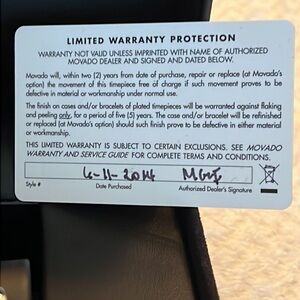 LIMITED WARRANTY PROTECTION
WARRANTY NOT VALID UNLESS IMPRINTED WITH NAME OF AUTHORIZED
MOVADO DEALER AND SIGNED AND DATED BELOW.
Movado will, within two (2) years from date of purchase, repair or replace (at Movado's
option) the movement of this timepiece free of charge if such movement proves to be
defective in material or workmanship under normal use.
The finish on cases and/or bracelets of plated timepieces will be warranted against flaking
and peeling only, for a period of five (5) years. The case and/or bracelet will be refinished
or replaced (at Movado's option) should such finish prove to be defective in either material
or workmanship.
THIS LIMITED WARRANTY IS SUBJECT TO CERTAIN EXCLUSIONS. SEE MOVADO
WARRANTY AND SERVICE GUIDE FOR COMPLETE TERMS AND CONDITIONS.
6-11-2014
Style # Date Purchased Authorized Dealer's Signature